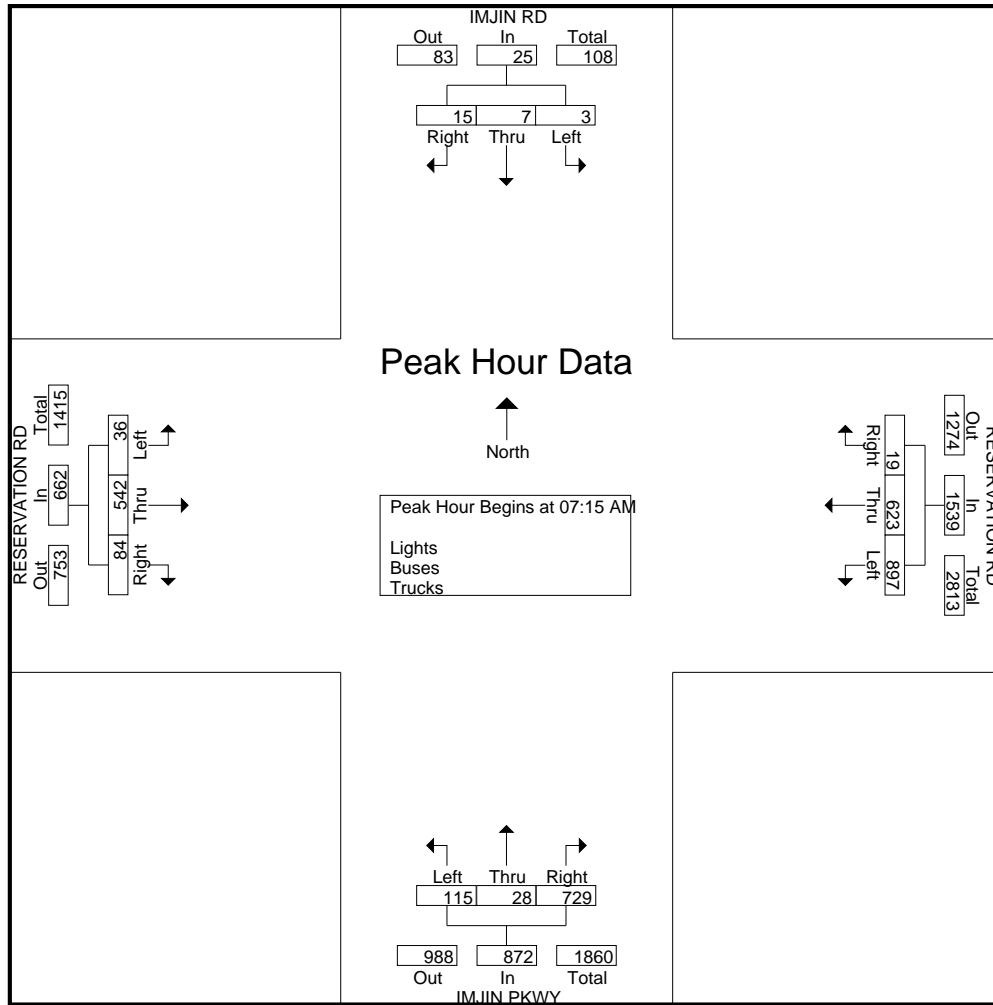 IMJIN RD
Out In Total
83 25 108
15 7 3
Right Thru Left
Peak Hour Data
North
Peak Hour Begins at 07:15 AM
Lights
Buses
Trucks
RESERVATION RD
Total In Out
1415 662 753
36 542 84
Left Thru Right
RESERVATION RD
Out In Total
1274 1539 2813
19 623 897
Right Thru Left
Left Thru Right
115 28 729
988 872 1860
Out In Total
IMJIN PKWY